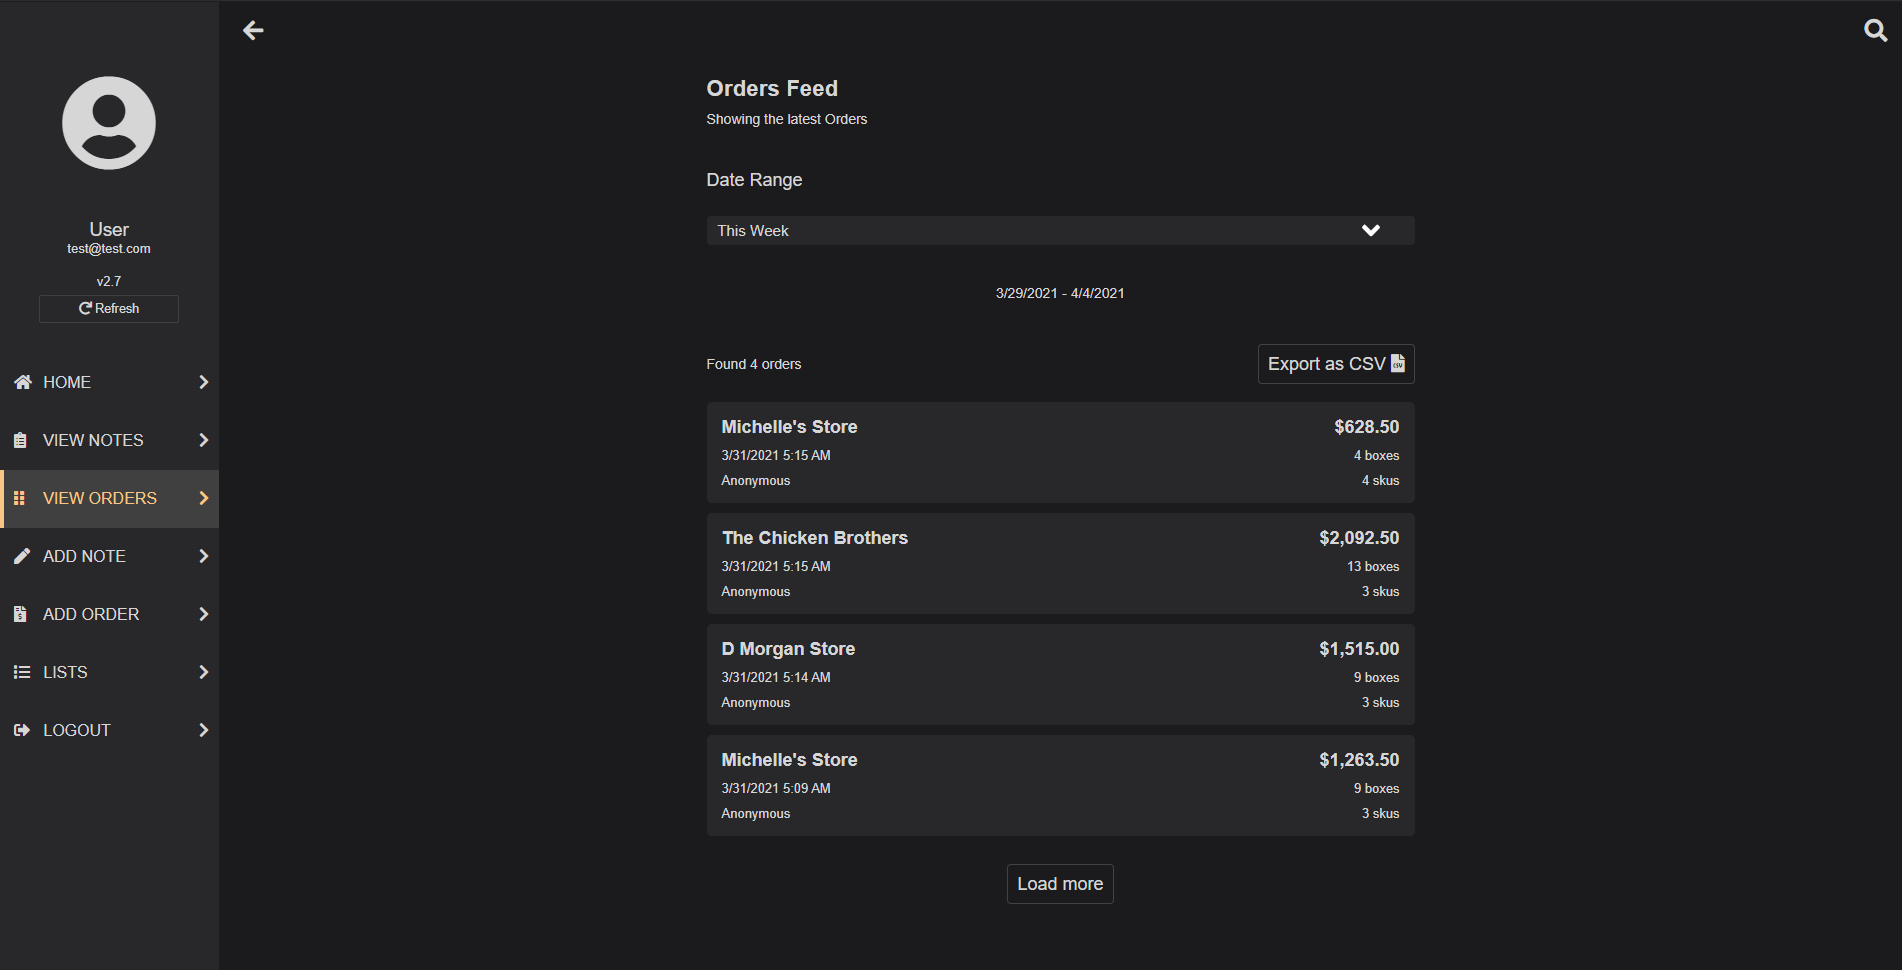 User
test@test.com
v2.7
Refresh
HOME
VIEW NOTES
VIEW ORDERS
ADD NOTE
ADD ORDER
LISTS
LOGOUT
Orders Feed
Showing the latest Orders
Date Range
This Week
3/29/2021 - 4/4/2021
Found 4 orders
Export as CSV
Michelle's Store $628.50
3/31/2021 5:15 AM 4 boxes
Anonymous 4 skus
The Chicken Brothers $2,092.50
3/31/2021 5:15 AM 13 boxes
Anonymous 3 skus
D Morgan Store $1,515.00
3/31/2021 5:14 AM 9 boxes
Anonymous 3 skus
Michelle's Store $1,263.50
3/31/2021 5:09 AM 9 boxes
Anonymous 3 skus
Load more